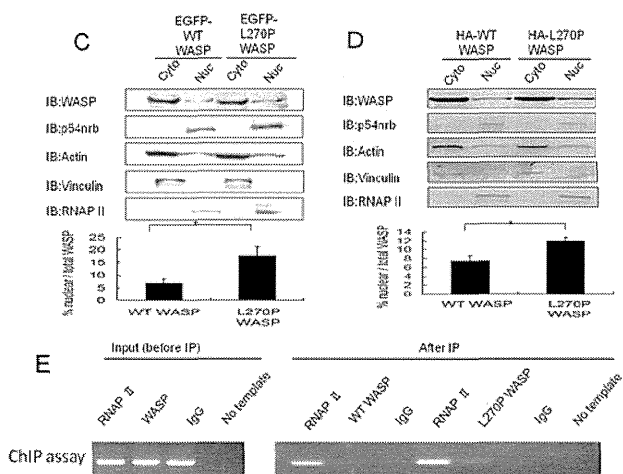 C
EGFP-
WT
WASP
EGFP-
L270P
WASP
Cyto Nuc Cyto Nuc
IB:WASP
IB:p54nrb
IB:Actin
IB:Vinculin
IB:RNAP II
% nuclear / total WASP
25
20
15
10
5
0
*
WT WASP
L270P
WASP
D
HA-WT
WASP
HA-L270P
WASP
Cyto Nuc Cyto Nuc
IB:WASP
IB:p54nrb
IB:Actin
IB:Vinculin
IB:RNAP II
% nuclear / total WASP
14
12
10
8
6
4
2
0
*
WT WASP
L270P
WASP
E
Input (before IP)
After IP
RNAP II WASP IgG No template
RNAP II WT WASP IgG RNAP II L270P WASP IgG No template
ChIP assay